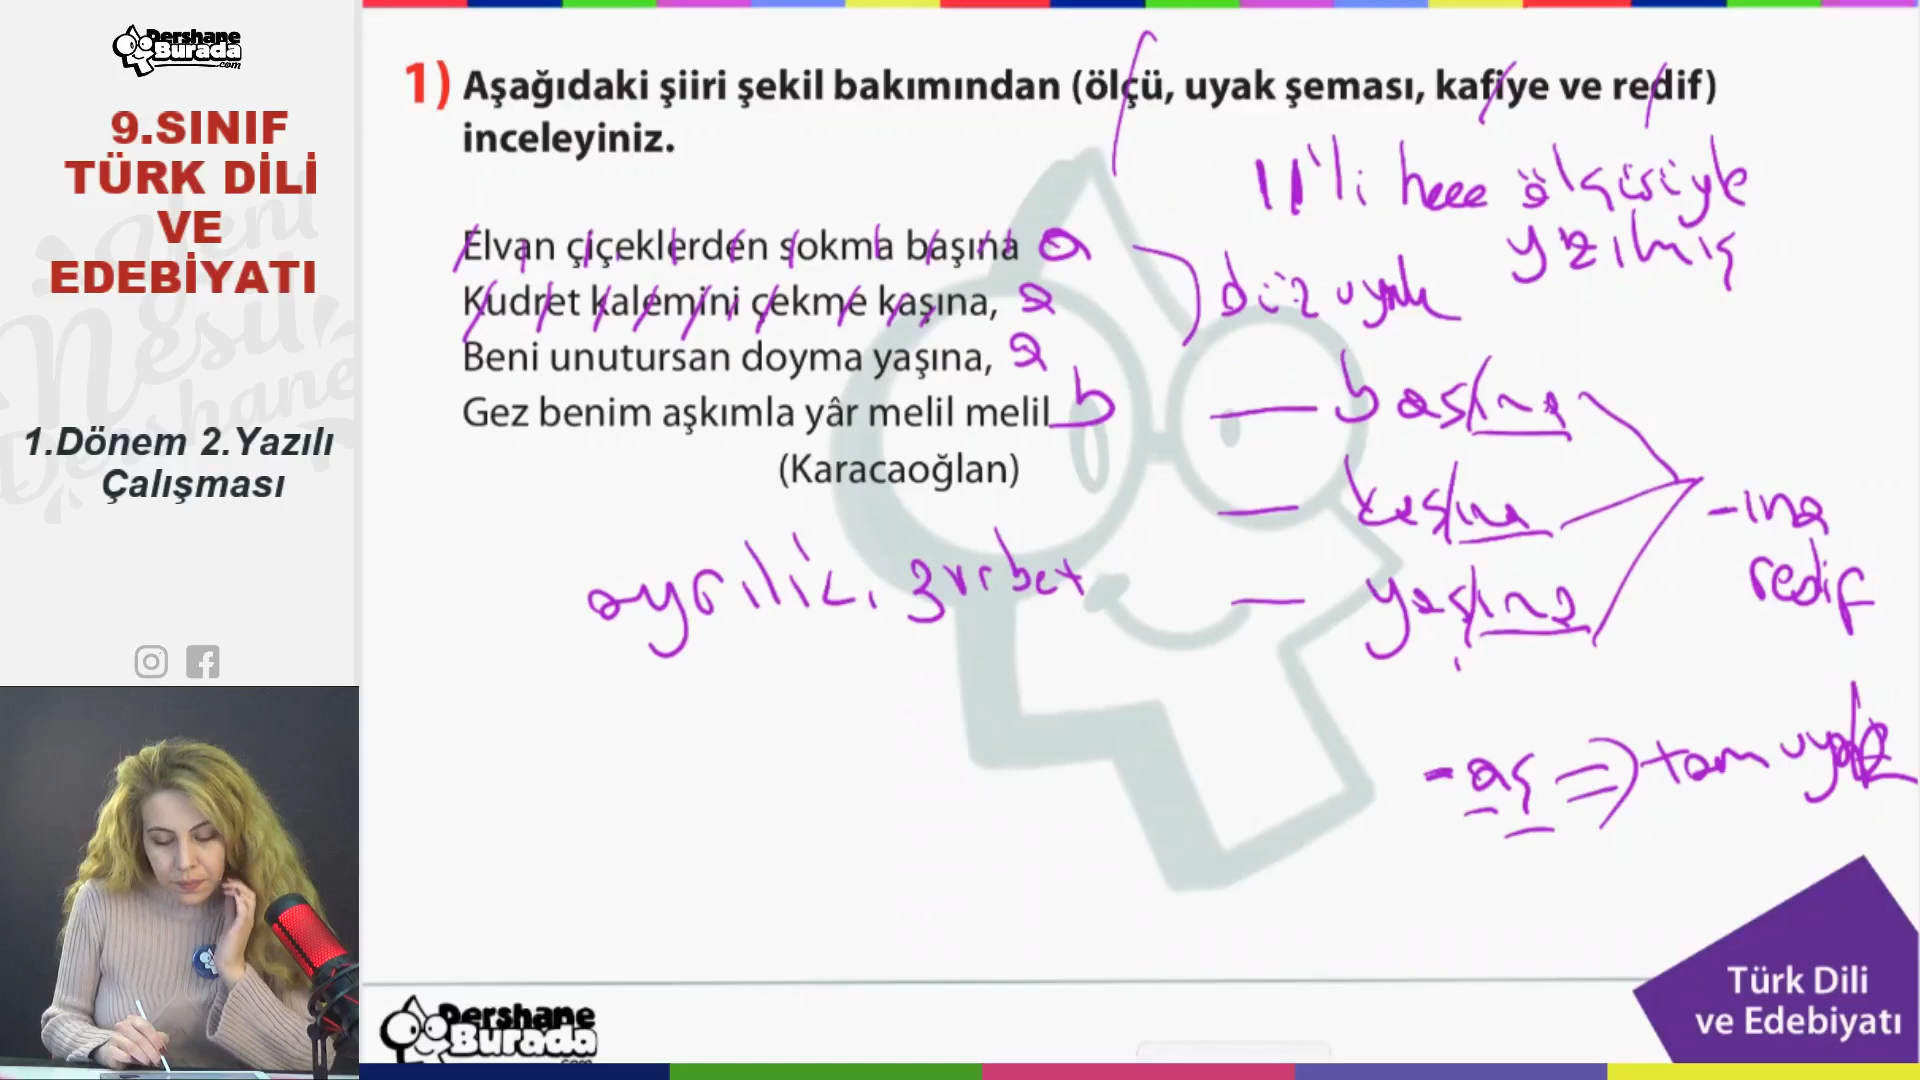 Dershane
Burada
.com
9.SINIF
TÜRK DİLİ
VE
EDEBİYATI
1.Dönem 2.Yazılı
Çalışması
1) Aşağıdaki şiiri şekil bakımından (ölçü, uyak şeması, kafiye ve redif)
inceleyiniz.
11'li hece ölçüsüyle
yazılmış
Elvan çiçeklerden sokma başına a
Kudret kalemini çekme kaşına, a
düz uyak
Beni unutursan doyma yaşına, a
Gez benim aşkımla yâr melil melil b
(Karacaoğlan)
— başına
— kaşına
— yaşına
-ına
redif
ayrılık, gurbet
-aş => tam uyak
Türk Dili
ve Edebiyatı
Dershane
Burada
.com